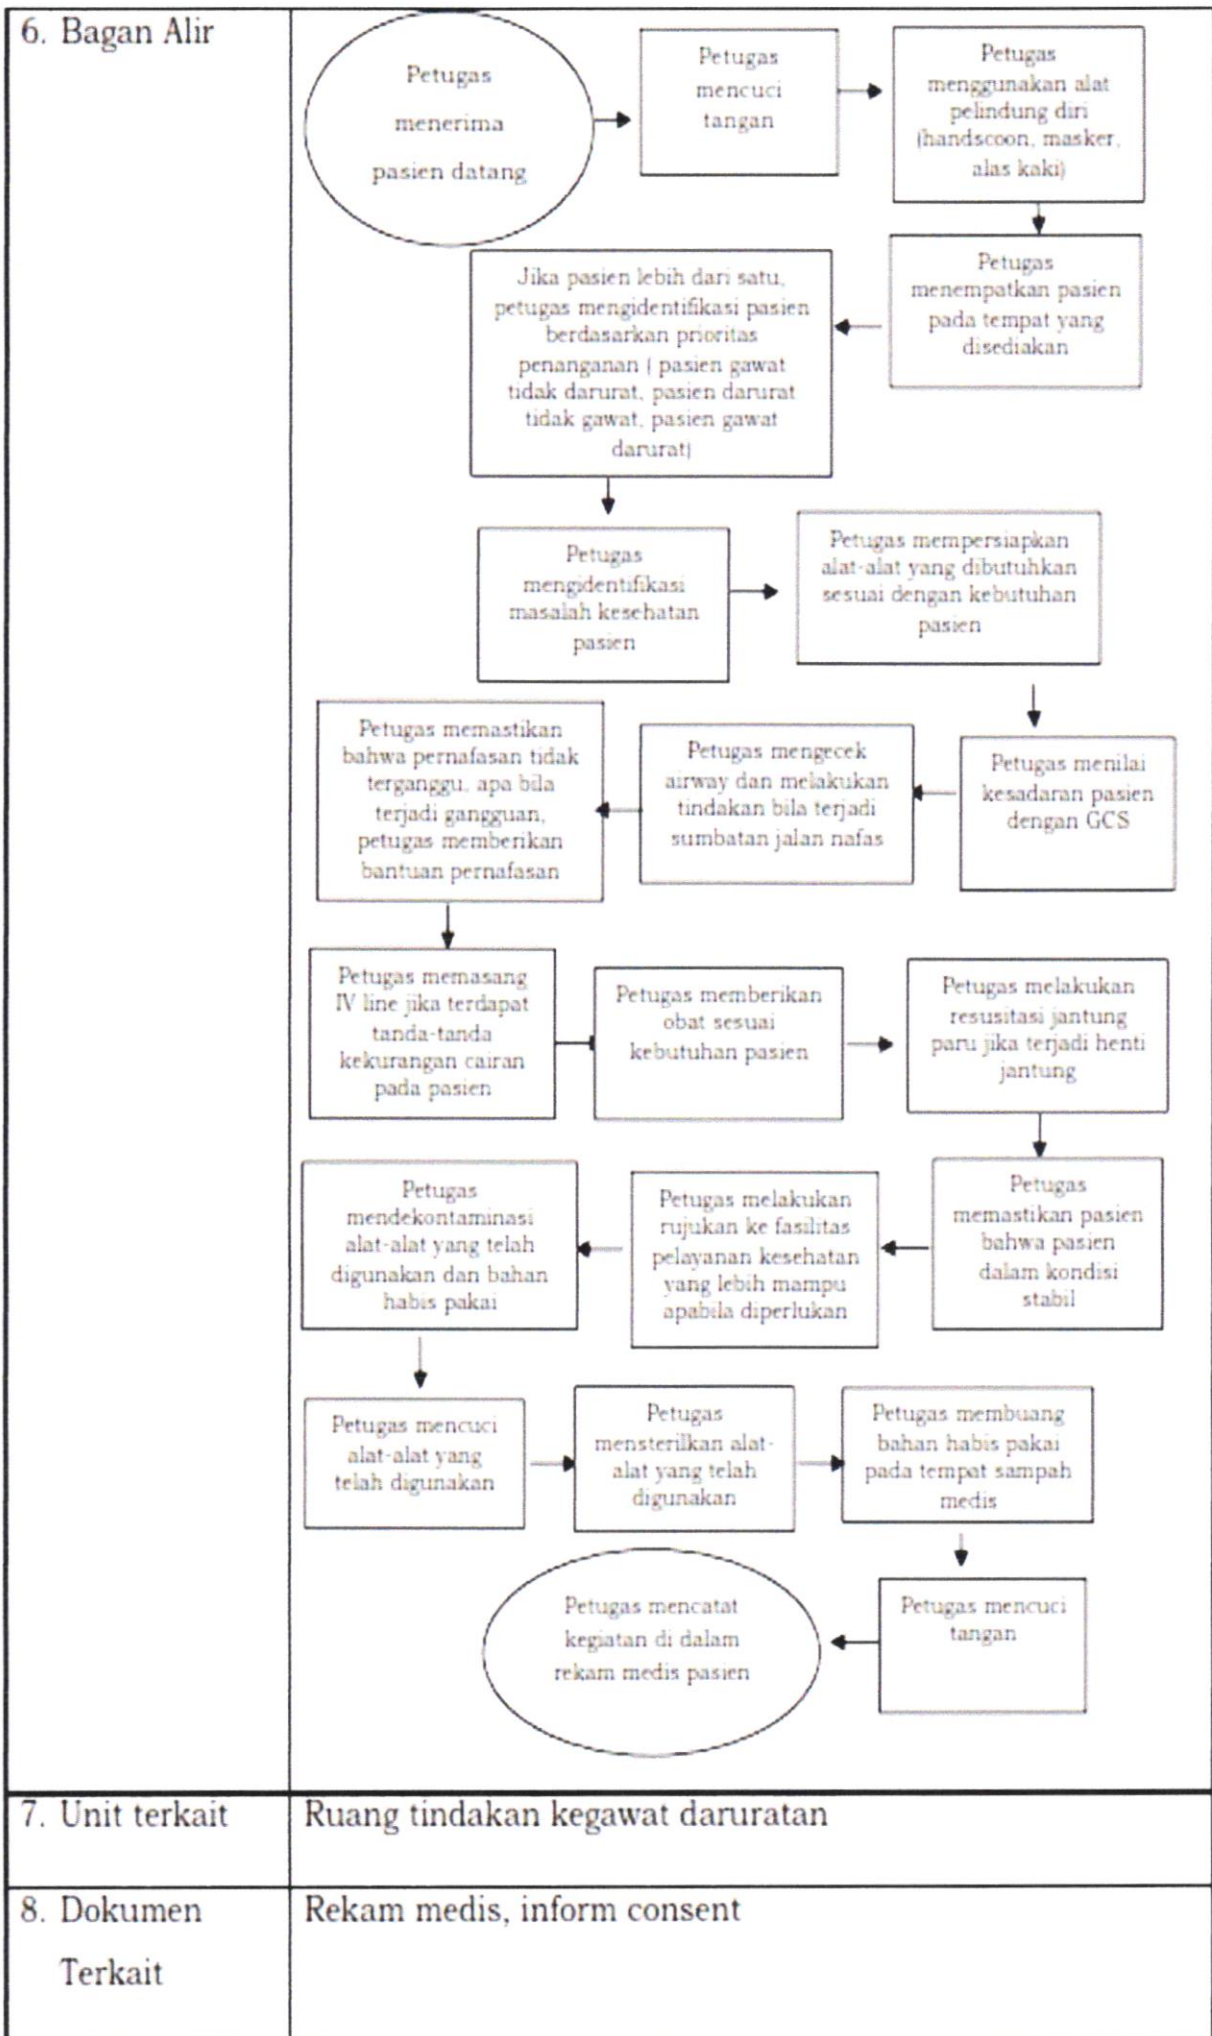 6. Bagan Alir
Petugas
menerima
pasien datang
Petugas
mencuci
tangan
Petugas
menggunakan alat
pelindung diri
(handscoon, masker,
alas kaki)
Petugas
menempatkan pasien
pada tempat yang
disediakan
Jika pasien lebih dari satu,
petugas mengidentifikasi pasien
berdasarkan prioritas
penanganan ( pasien gawat
tidak darurat, pasien darurat
tidak gawat, pasien gawat
darurat)
Petugas
mengidentifikasi
masalah kesehatan
pasien
Petugas mempersiapkan
alat-alat yang dibutuhkan
sesuai dengan kebutuhan
pasien
Petugas menilai
kesadaran pasien
dengan GCS
Petugas mengecek
airway dan melakukan
tindakan bila terjadi
sumbatan jalan nafas
Petugas memastikan
bahwa pernafasan tidak
terganggu, apa bila
terjadi gangguan,
petugas memberikan
bantuan pernafasan
Petugas memasang
IV line jika terdapat
tanda-tanda
kekurangan cairan
pada pasien
Petugas memberikan
obat sesuai
kebutuhan pasien
Petugas melakukan
resusitasi jantung
paru jika terjadi henti
jantung
Petugas
memastikan pasien
bahwa pasien
dalam kondisi
stabil
Petugas melakukan
rujukan ke fasilitas
pelayanan kesehatan
yang lebih mampu
apabila diperlukan
Petugas
mendekontaminasi
alat-alat yang telah
digunakan dan bahan
habis pakai
Petugas mencuci
alat-alat yang
telah digunakan
Petugas
mensterilkan alat-
alat yang telah
digunakan
Petugas membuang
bahan habis pakai
pada tempat sampah
medis
Petugas mencuci
tangan
Petugas mencatat
kegiatan di dalam
rekam medis pasien
7. Unit terkait
Ruang tindakan kegawat daruratan
8. Dokumen
Terkait
Rekam medis, inform consent